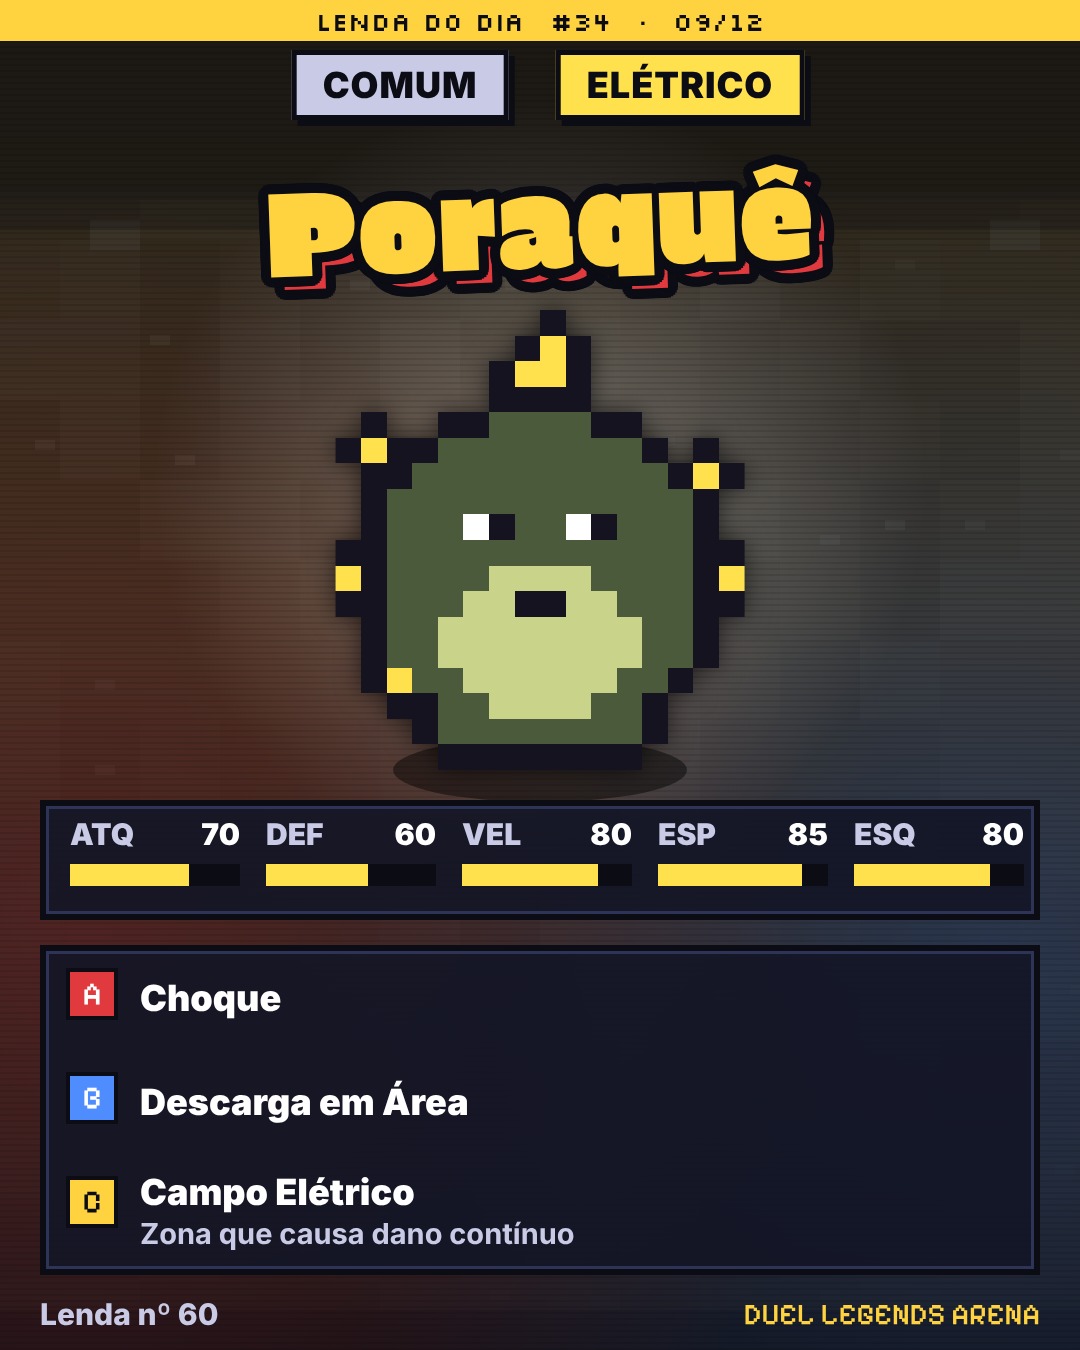 LENDA DO DIA #34 · 09/12
COMUM
ELÉTRICO
Poraquê
ATQ 70 DEF 60 VEL 80 ESP 85 ESQ 80
A Choque
B Descarga em Área
C Campo Elétrico
Zona que causa dano contínuo
Lenda nº 60
DUEL LEGENDS ARENA